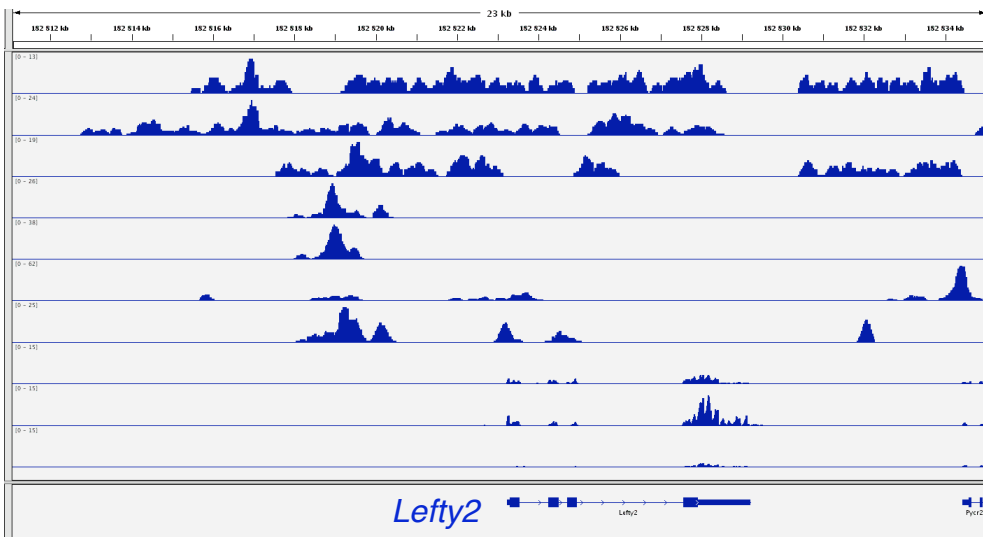 23 kb
182 812 kb 182 814 kb 182 816 kb 182 818 kb 182 820 kb 182 822 kb 182 824 kb 182 826 kb 182 828 kb 182 830 kb 182 832 kb 182 834 kb
[0 - 13]
[0 - 24]
[0 - 19]
[0 - 26]
[0 - 38]
[0 - 62]
[0 - 25]
[0 - 15]
[0 - 15]
[0 - 15]
Lefty2
Lefty2
Pycr2